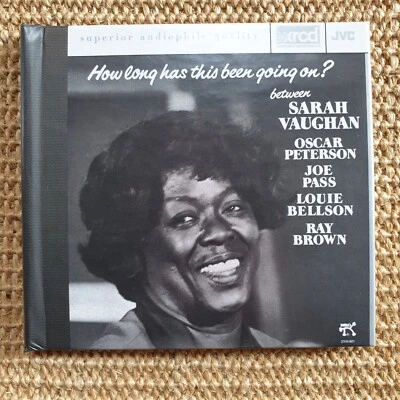 superior audiophile quality
xrcd
JVC
How long has this been going on?
between
SARAH
VAUGHAN
OSCAR
PETERSON
JOE
PASS
LOUIE
BELLSON
RAY
BROWN